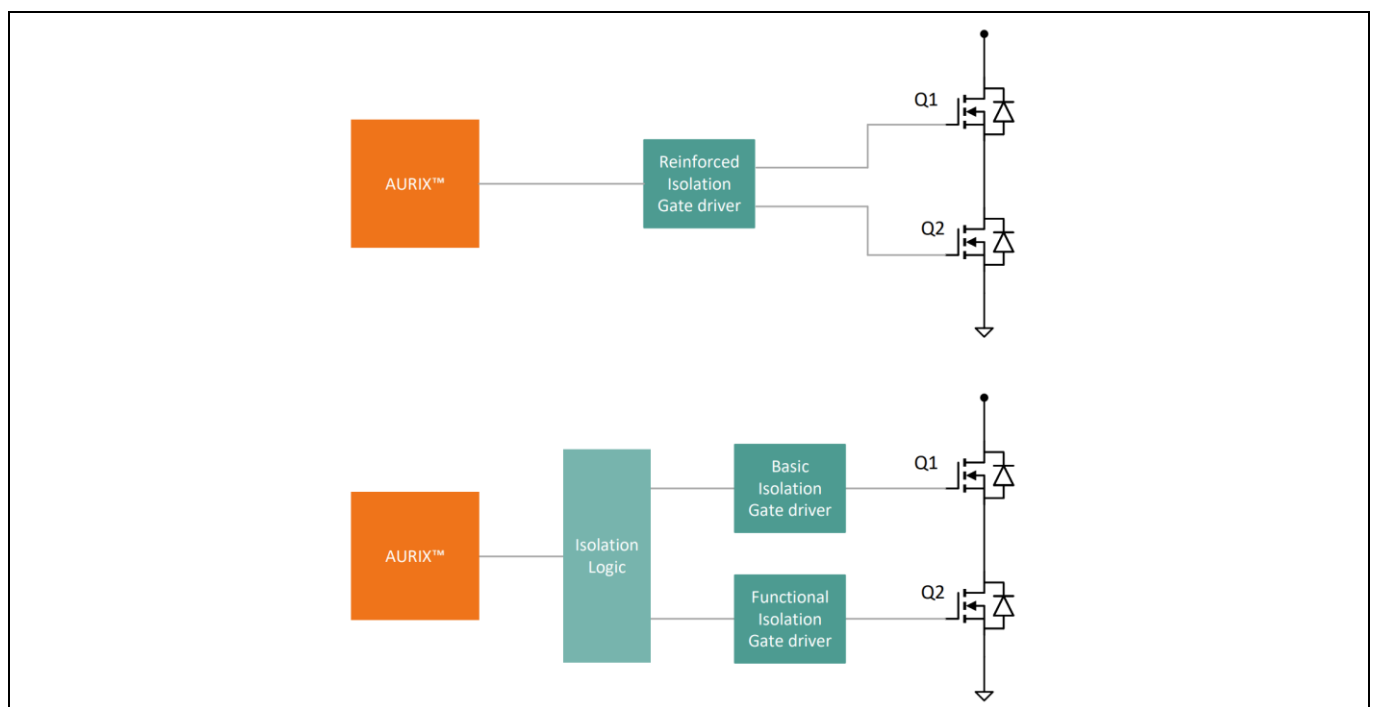 Q1
AURIX™
Reinforced
Isolation
Gate driver
Q2
Q1
Basic
Isolation
Gate driver
AURIX™
Isolation
Logic
Q2
Functional
Isolation
Gate driver